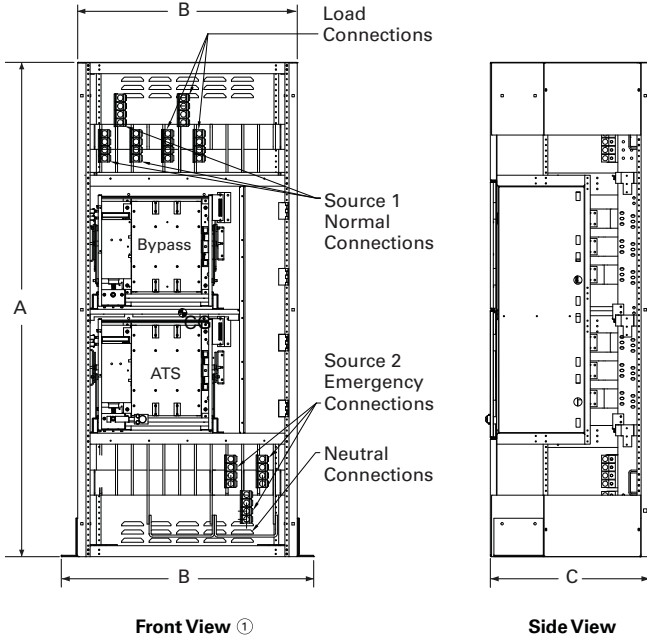 B
Load
Connections
A
Source 1
Normal
Connections
Bypass
CG
Source 2
Emergency
Connections
ATS
Neutral
Connections
B
C
Front View ①
Side View